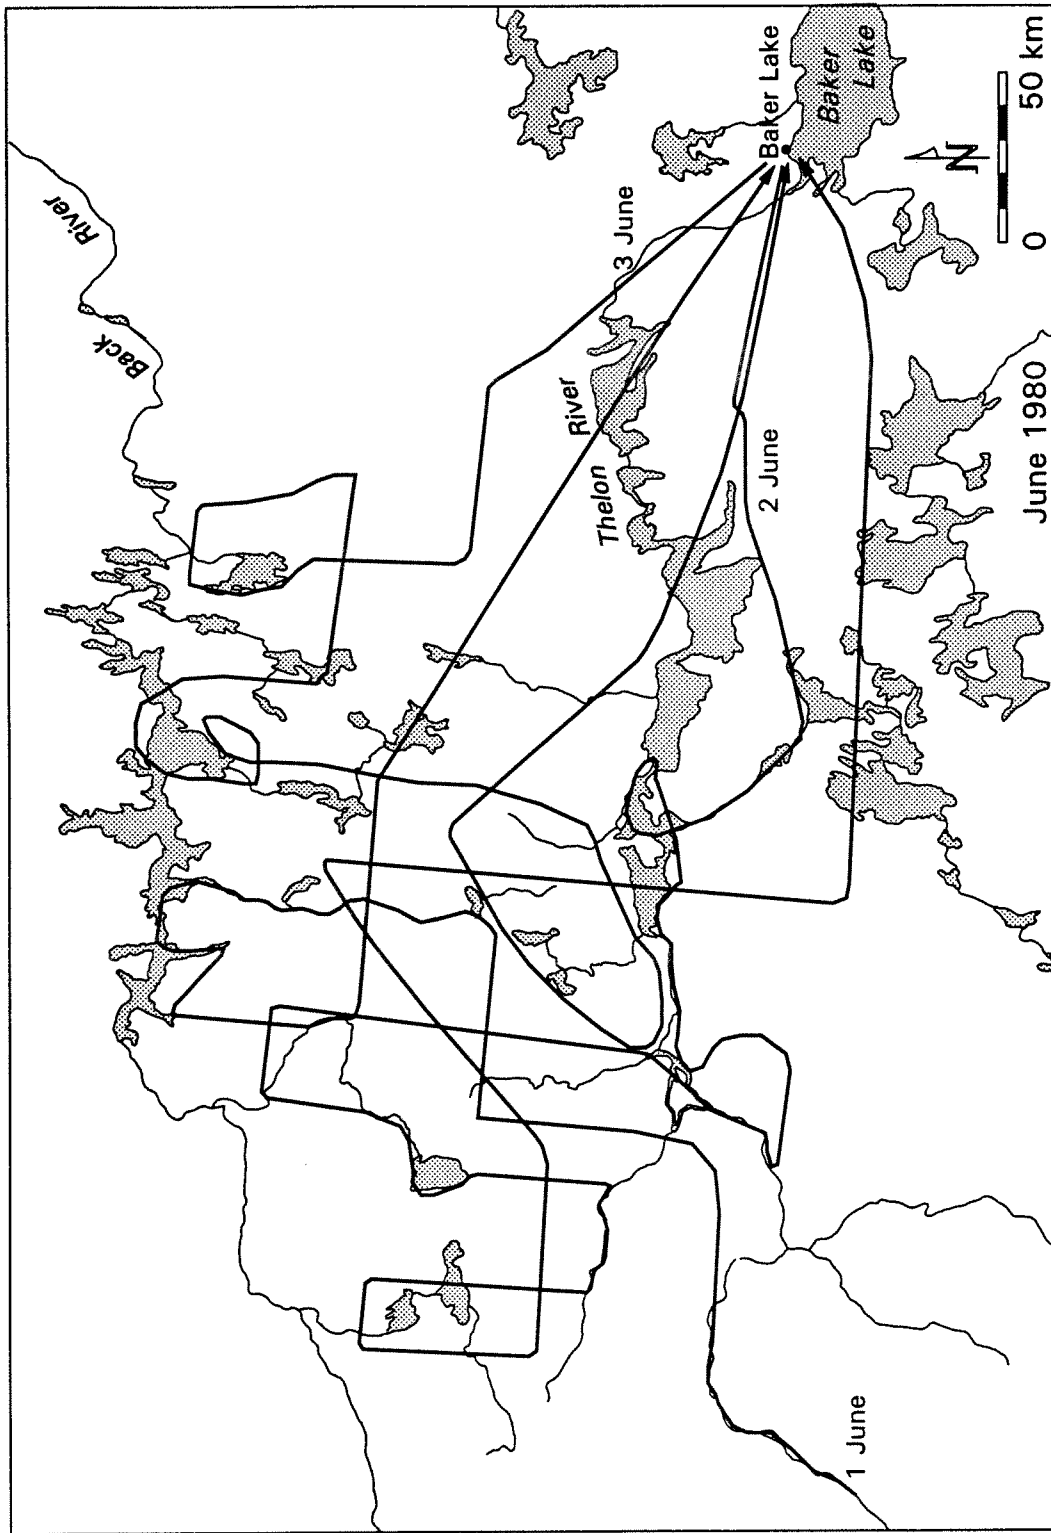 River
Back
Baker Lake
Baker
Lake
3 June
River
Thelon
2 June
1 June
N
0 50 km
June 1980